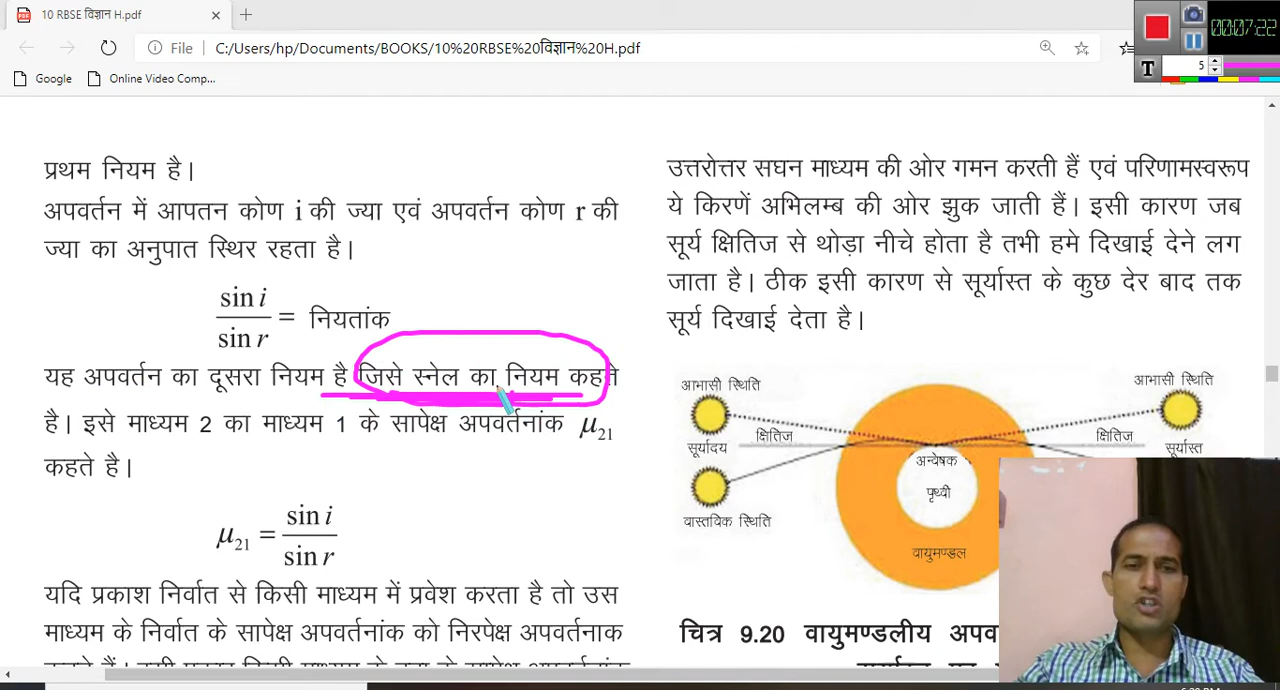 10 RBSE विज्ञान H.pdf
00:07:22
File
C:/Users/hp/Documents/BOOKS/10%20RBSE%20विज्ञान%20H.pdf
T
5
Google
Online Video Comp...
प्रथम नियम है।
अपवर्तन में आपतन कोण i की ज्या एवं अपवर्तन कोण r की
ज्या का अनुपात स्थिर रहता है।
sin i
sin r
= नियतांक
यह अपवर्तन का दूसरा नियम है जिसे स्नेल का नियम कहते
है। इसे माध्यम 2 का माध्यम 1 के सापेक्ष अपवर्तनांक μ21
कहते है।
μ21 =
sin i
sin r
यदि प्रकाश निर्वात से किसी माध्यम में प्रवेश करता है तो उस
माध्यम के निर्वात के सापेक्ष अपवर्तनांक को निरपेक्ष अपवर्तनाक
उत्तरोत्तर सघन माध्यम की ओर गमन करती हैं एवं परिणामस्वरूप
ये किरणें अभिलम्ब की ओर झुक जाती हैं। इसी कारण जब
सूर्य क्षितिज से थोड़ा नीचे होता है तभी हमे दिखाई देने लग
जाता है। ठीक इसी कारण से सूर्यास्त के कुछ देर बाद तक
सूर्य दिखाई देता है।
आभासी स्थिति
आभासी स्थिति
क्षितिज
क्षितिज
सूर्यादय
सूर्यास्त
अन्वेषक
पृथ्वी
वास्तविक स्थिति
वायुमण्डल
चित्र 9.20 वायुमण्डलीय